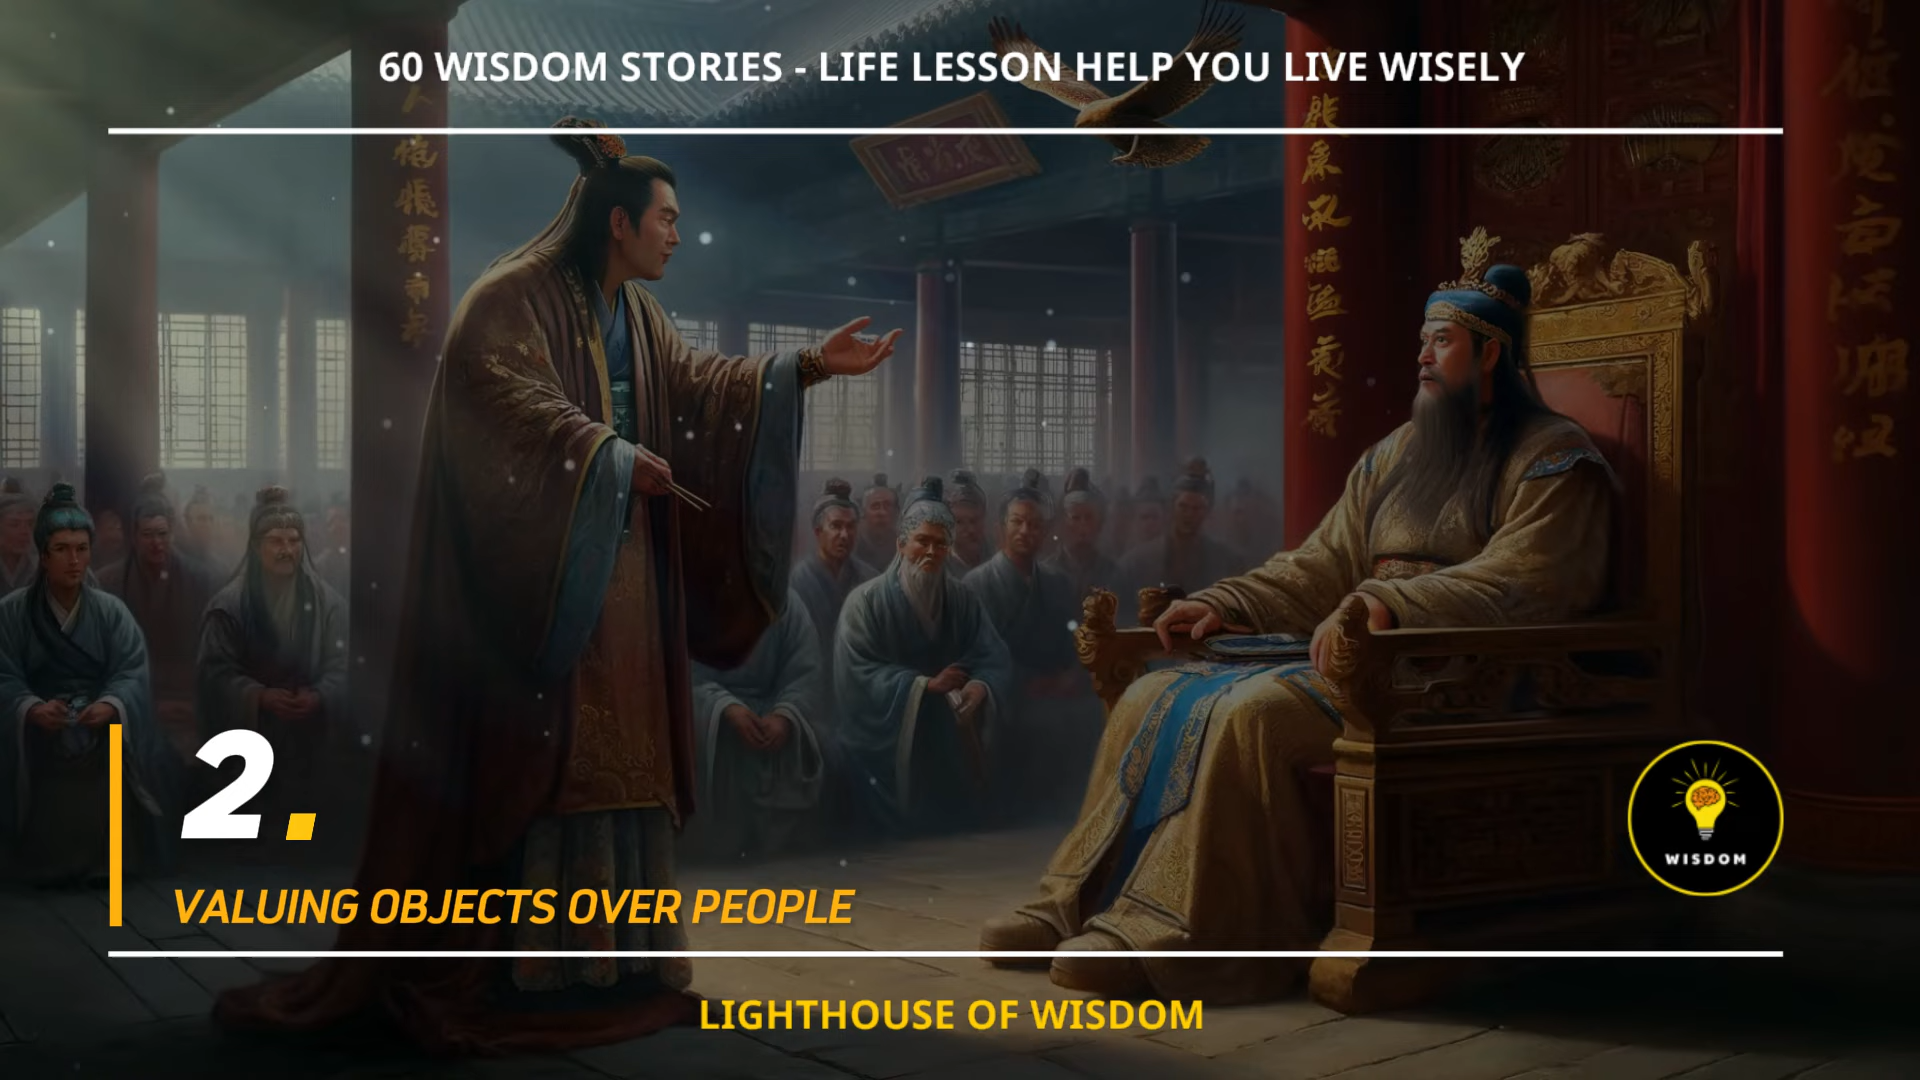 60 WISDOM STORIES - LIFE LESSON HELP YOU LIVE WISELY
2.
VALUING OBJECTS OVER PEOPLE
WISDOM
LIGHTHOUSE OF WISDOM